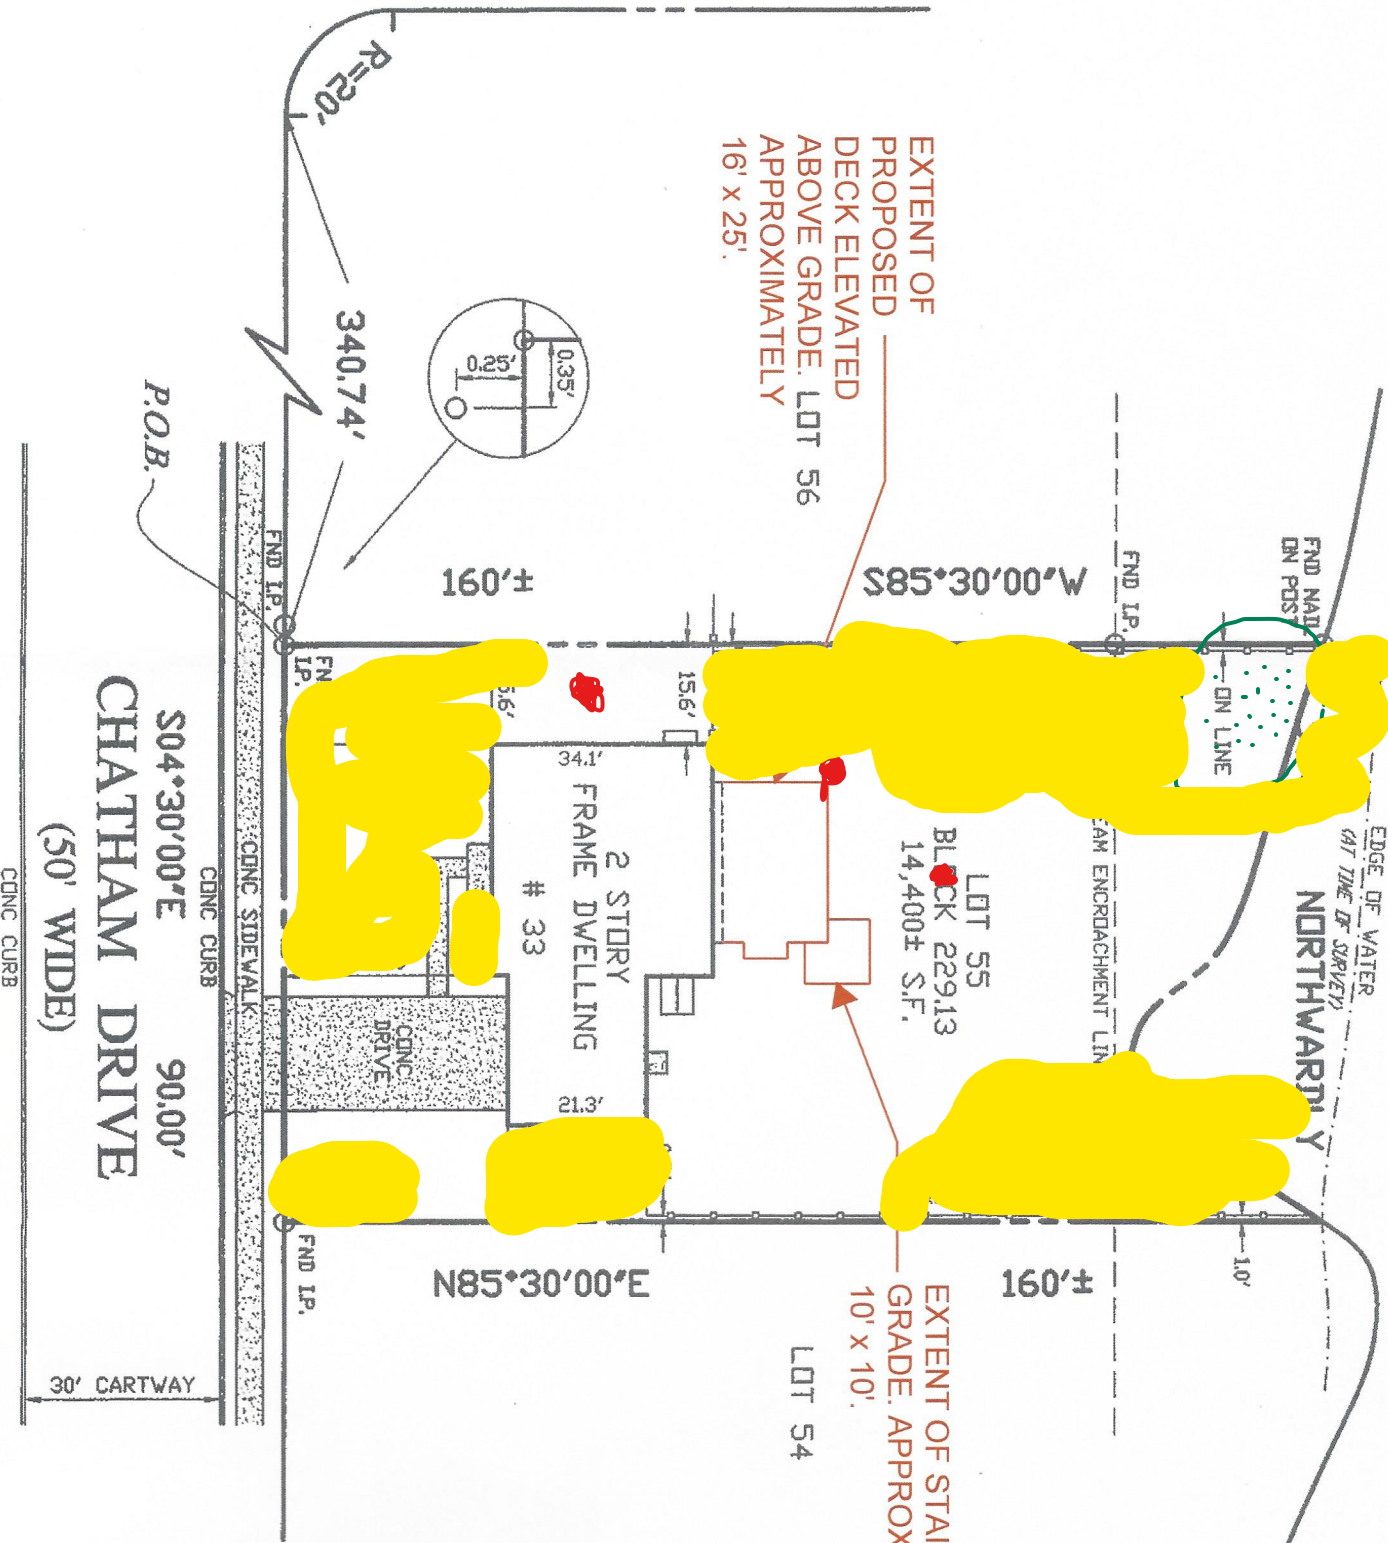 R=20'
EXTENT OF
PROPOSED
DECK ELEVATED
ABOVE GRADE.
APPROXIMATELY
16' x 25'.
LOT 56
340.74'
0.35'
0.25'
P.O.B.
FND I.P.
160'±
S85°30'00"W
FND I.P.
FND NAIL
ON POST
I.P.
15.6'
ON LINE
34.1'
2 STORY
FRAME DWELLING
# 33
21.3'
LOT 55
BLOCK 229.13
14,400± S.F.
EDGE OF WATER
(AT TIME OF SURVEY)
NORTHWARDLY
CONC
DRIVE
CONC SIDEWALK
CONC CURB
S04°30'00"E 90.00'
CHATHAM DRIVE
(50' WIDE)
CONC CURB
30' CARTWAY
FND I.P.
N85°30'00"E
160'±
1.0'
EXTENT OF
GRADE. APPROX
10' x 10'.
LOT 54